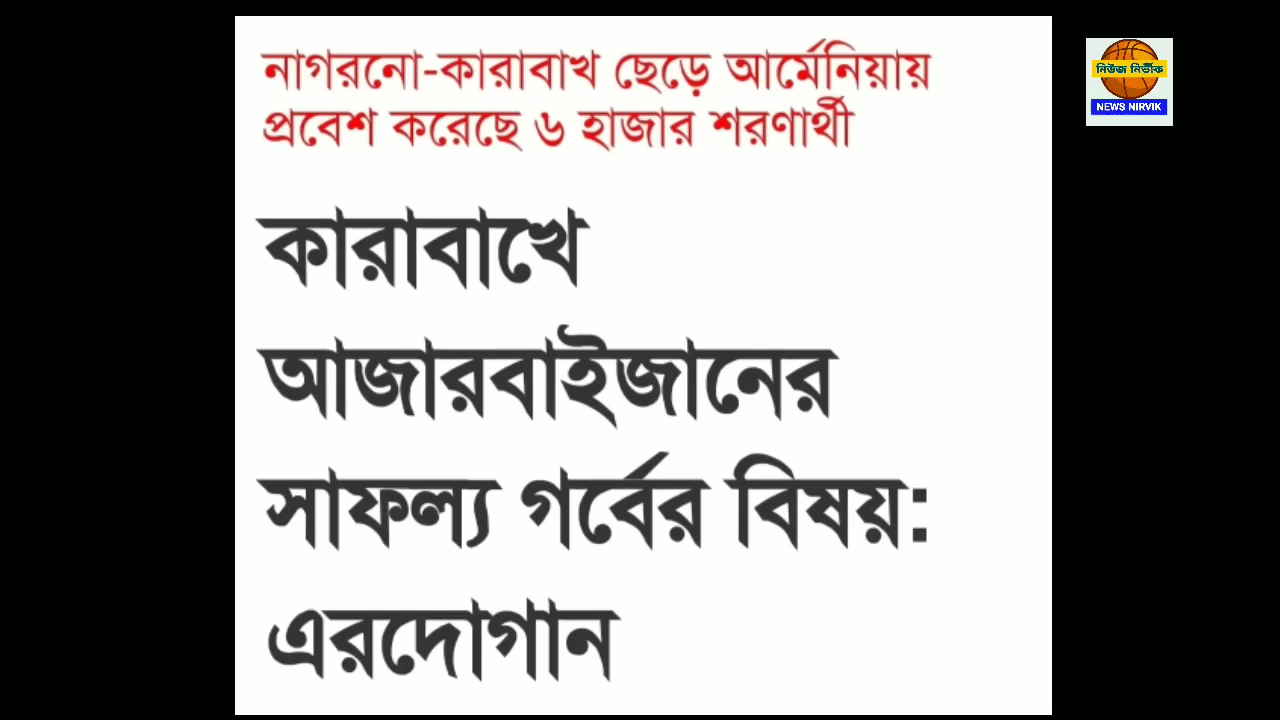 নাগরনো-কারাবাখ ছেড়ে আর্মেনিয়ায়
প্রবেশ করেছে ৬ হাজার শরণার্থী
কারাবাখে
আজারবাইজানের
সাফল্য গর্বের বিষয়:
এরদোগান
নিউজ নির্ভীক
NEWS NIRVIK